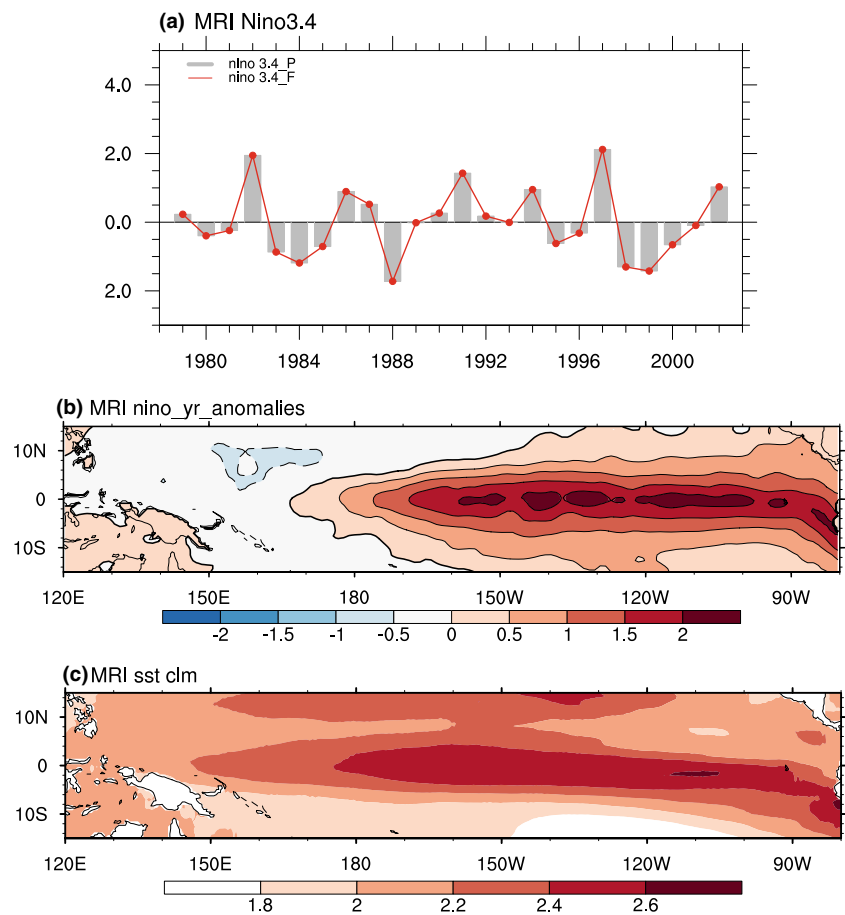 (a) MRI Nino3.4
nino 3.4_P
nino 3.4_F
4.0
2.0
0.0
2.0
1980 1984 1988 1992 1996 2000
(b) MRI nino_yr_anomalies
10N
0
10S
120E 150E 180 150W 120W 90W
-2 -1.5 -1 -0.5 0 0.5 1 1.5 2
(c) MRI sst clm
10N
0
10S
120E 150E 180 150W 120W 90W
1.8 2 2.2 2.4 2.6